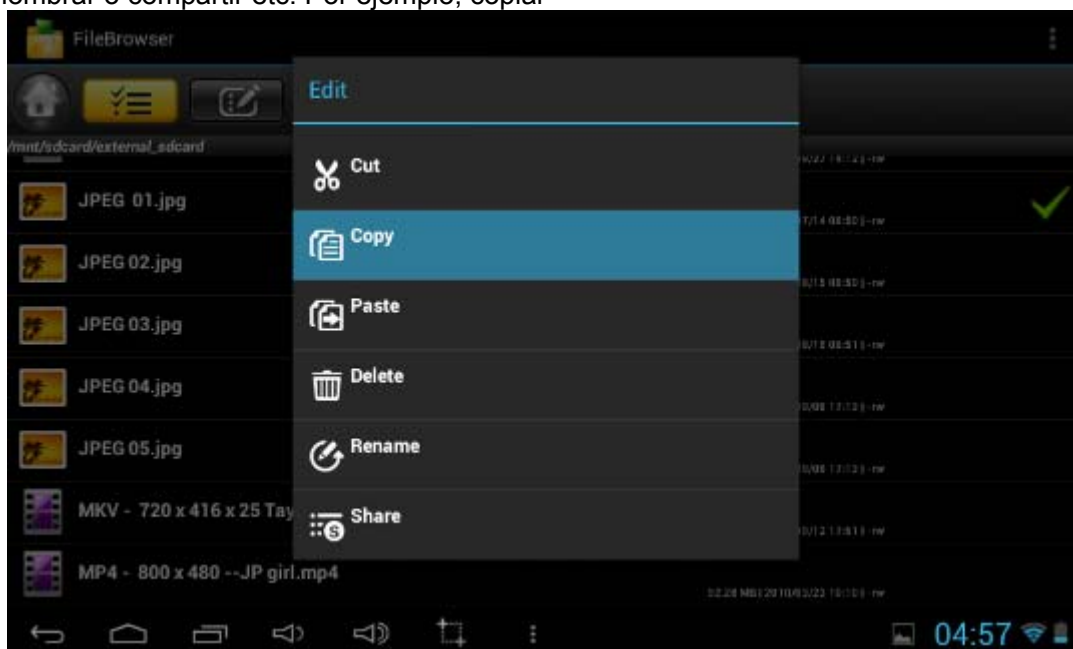 ombrar o compartir etc. Por ejemplo, copiar
FileBrowser
Edit
/mnt/sdcard/external_sdcard
Cut
JPEG 01.jpg
Copy
JPEG 02.jpg
Paste
JPEG 03.jpg
Delete
JPEG 04.jpg
Rename
JPEG 05.jpg
MKV - 720 x 416 x 25 Tay
Share
MP4 - 800 x 480 --JP girl.mp4
04:57